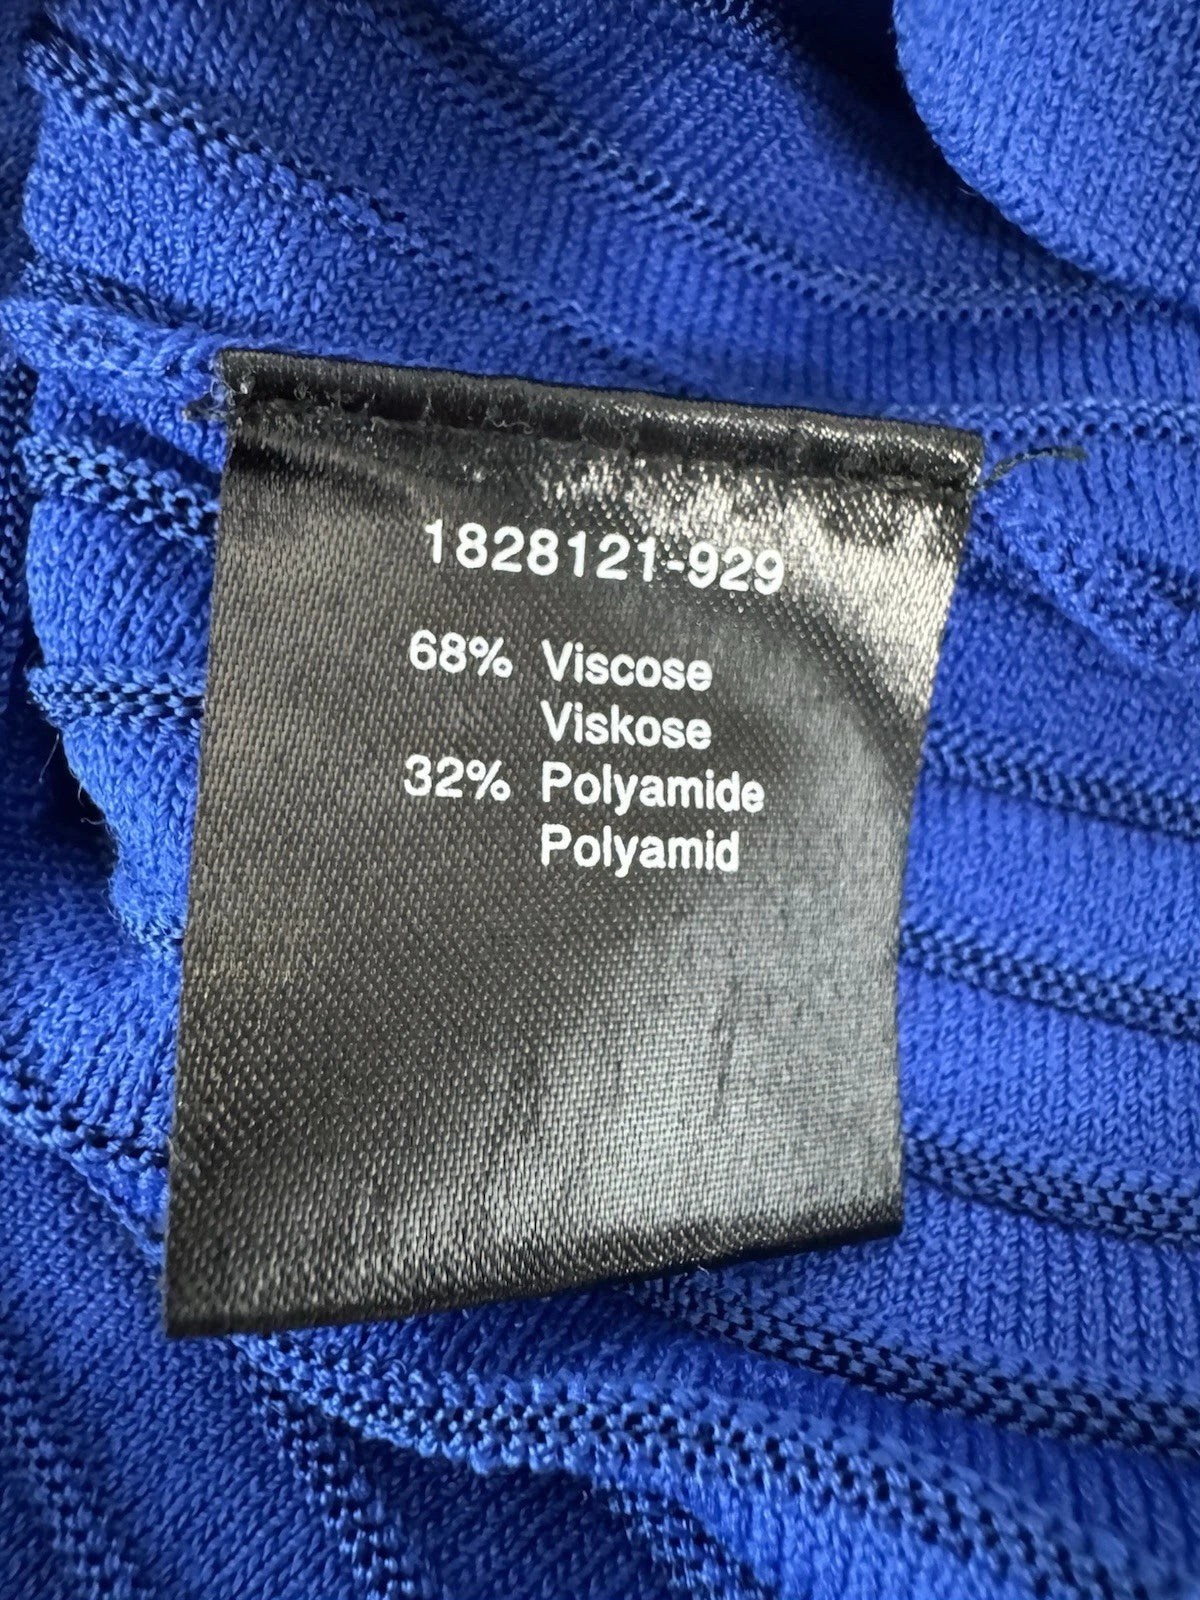 1828121-929
68% Viscose
Viskose
32% Polyamide
Polyamid